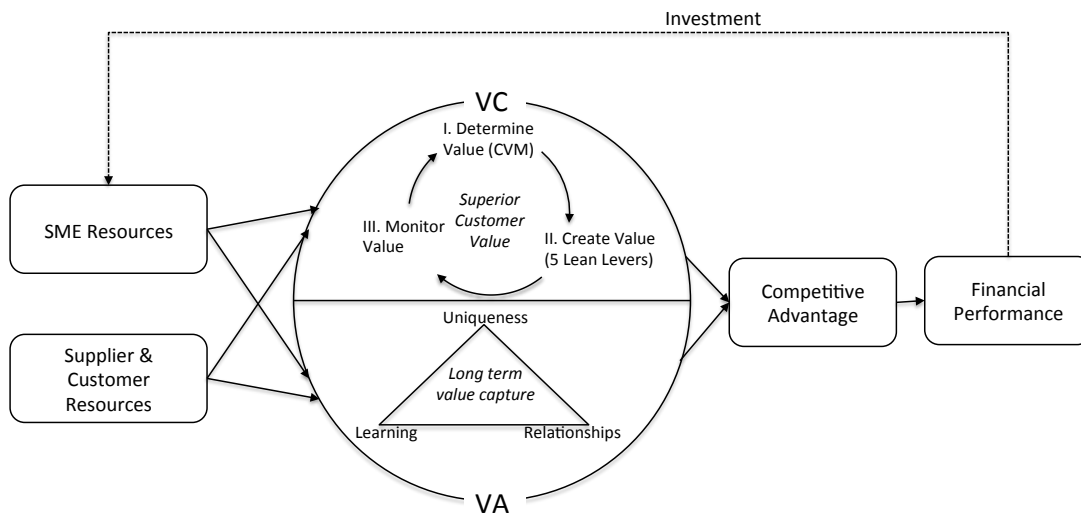 Investment
VC
I. Determine
Value (CVM)
Superior
Customer
Value
III. Monitor
Value
II. Create Value
(5 Lean Levers)
SME Resources
Supplier &
Customer
Resources
Uniqueness
Long term
value capture
Learning
Relationships
VA
Competitive
Advantage
Financial
Performance